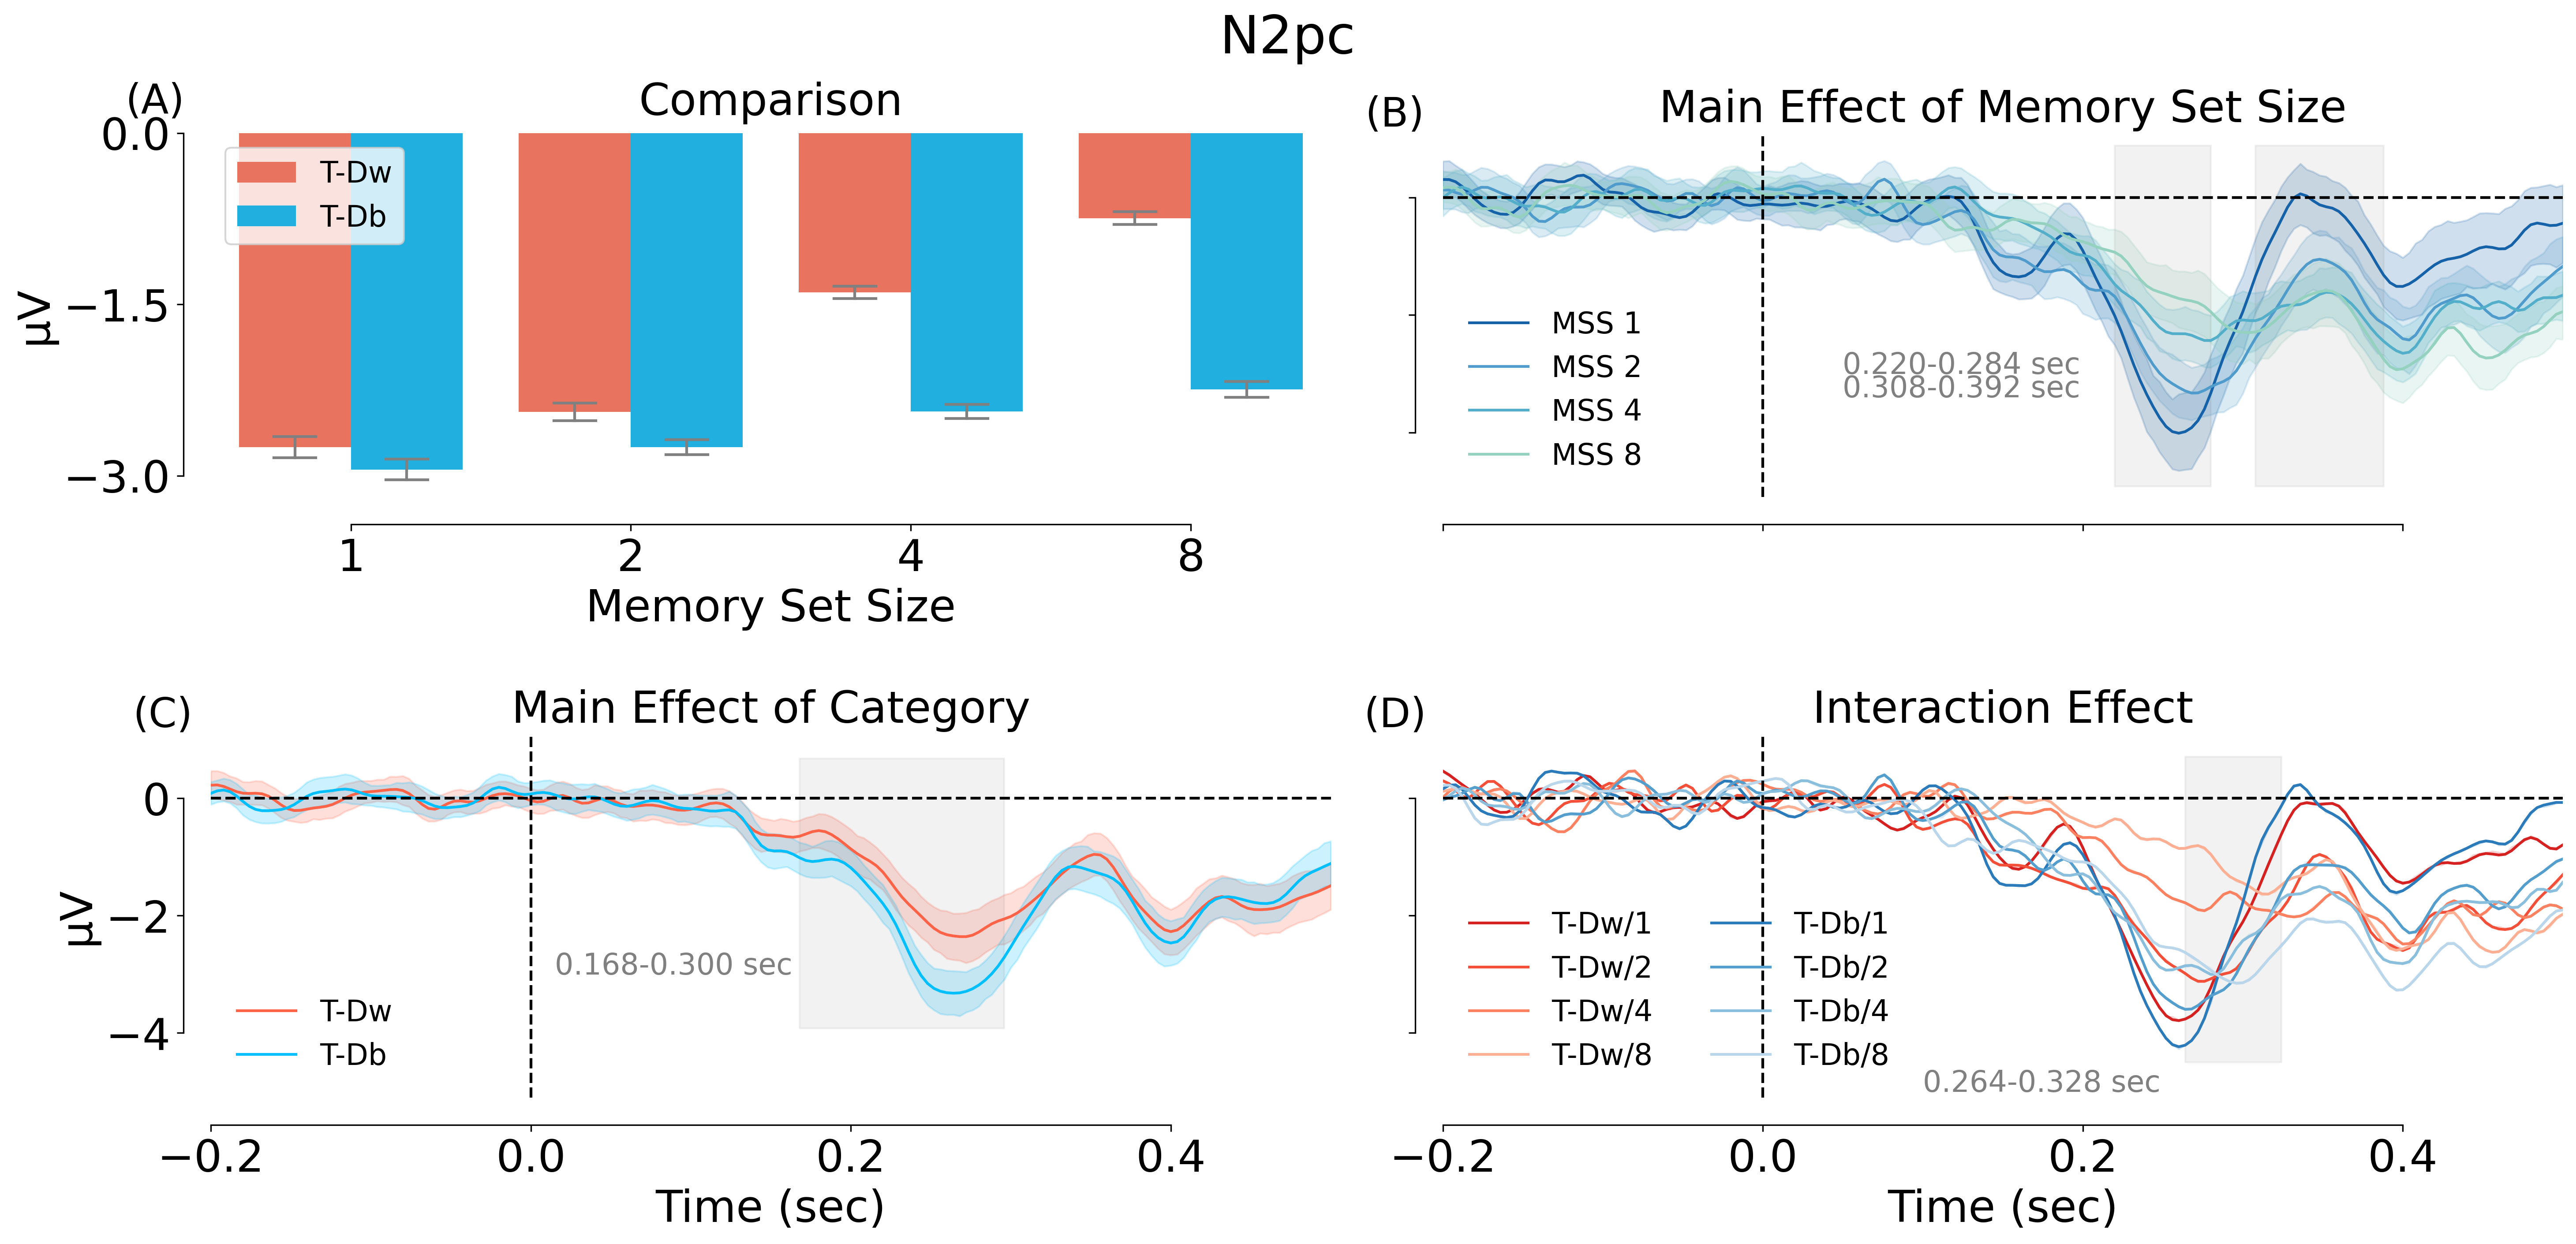 N2pc
(A)
Comparison
0.0
−1.5
−3.0
µV
T-Dw
T-Db
1
2
4
8
Memory Set Size
(B)
Main Effect of Memory Set Size
MSS 1
MSS 2
MSS 4
MSS 8
0.220-0.284 sec
0.308-0.392 sec
(C)
Main Effect of Category
0
−2
−4
µV
0.168-0.300 sec
T-Dw
T-Db
−0.2
0.0
0.2
0.4
Time (sec)
(D)
Interaction Effect
T-Dw/1
T-Dw/2
T-Dw/4
T-Dw/8
T-Db/1
T-Db/2
T-Db/4
T-Db/8
0.264-0.328 sec
−0.2
0.0
0.2
0.4
Time (sec)